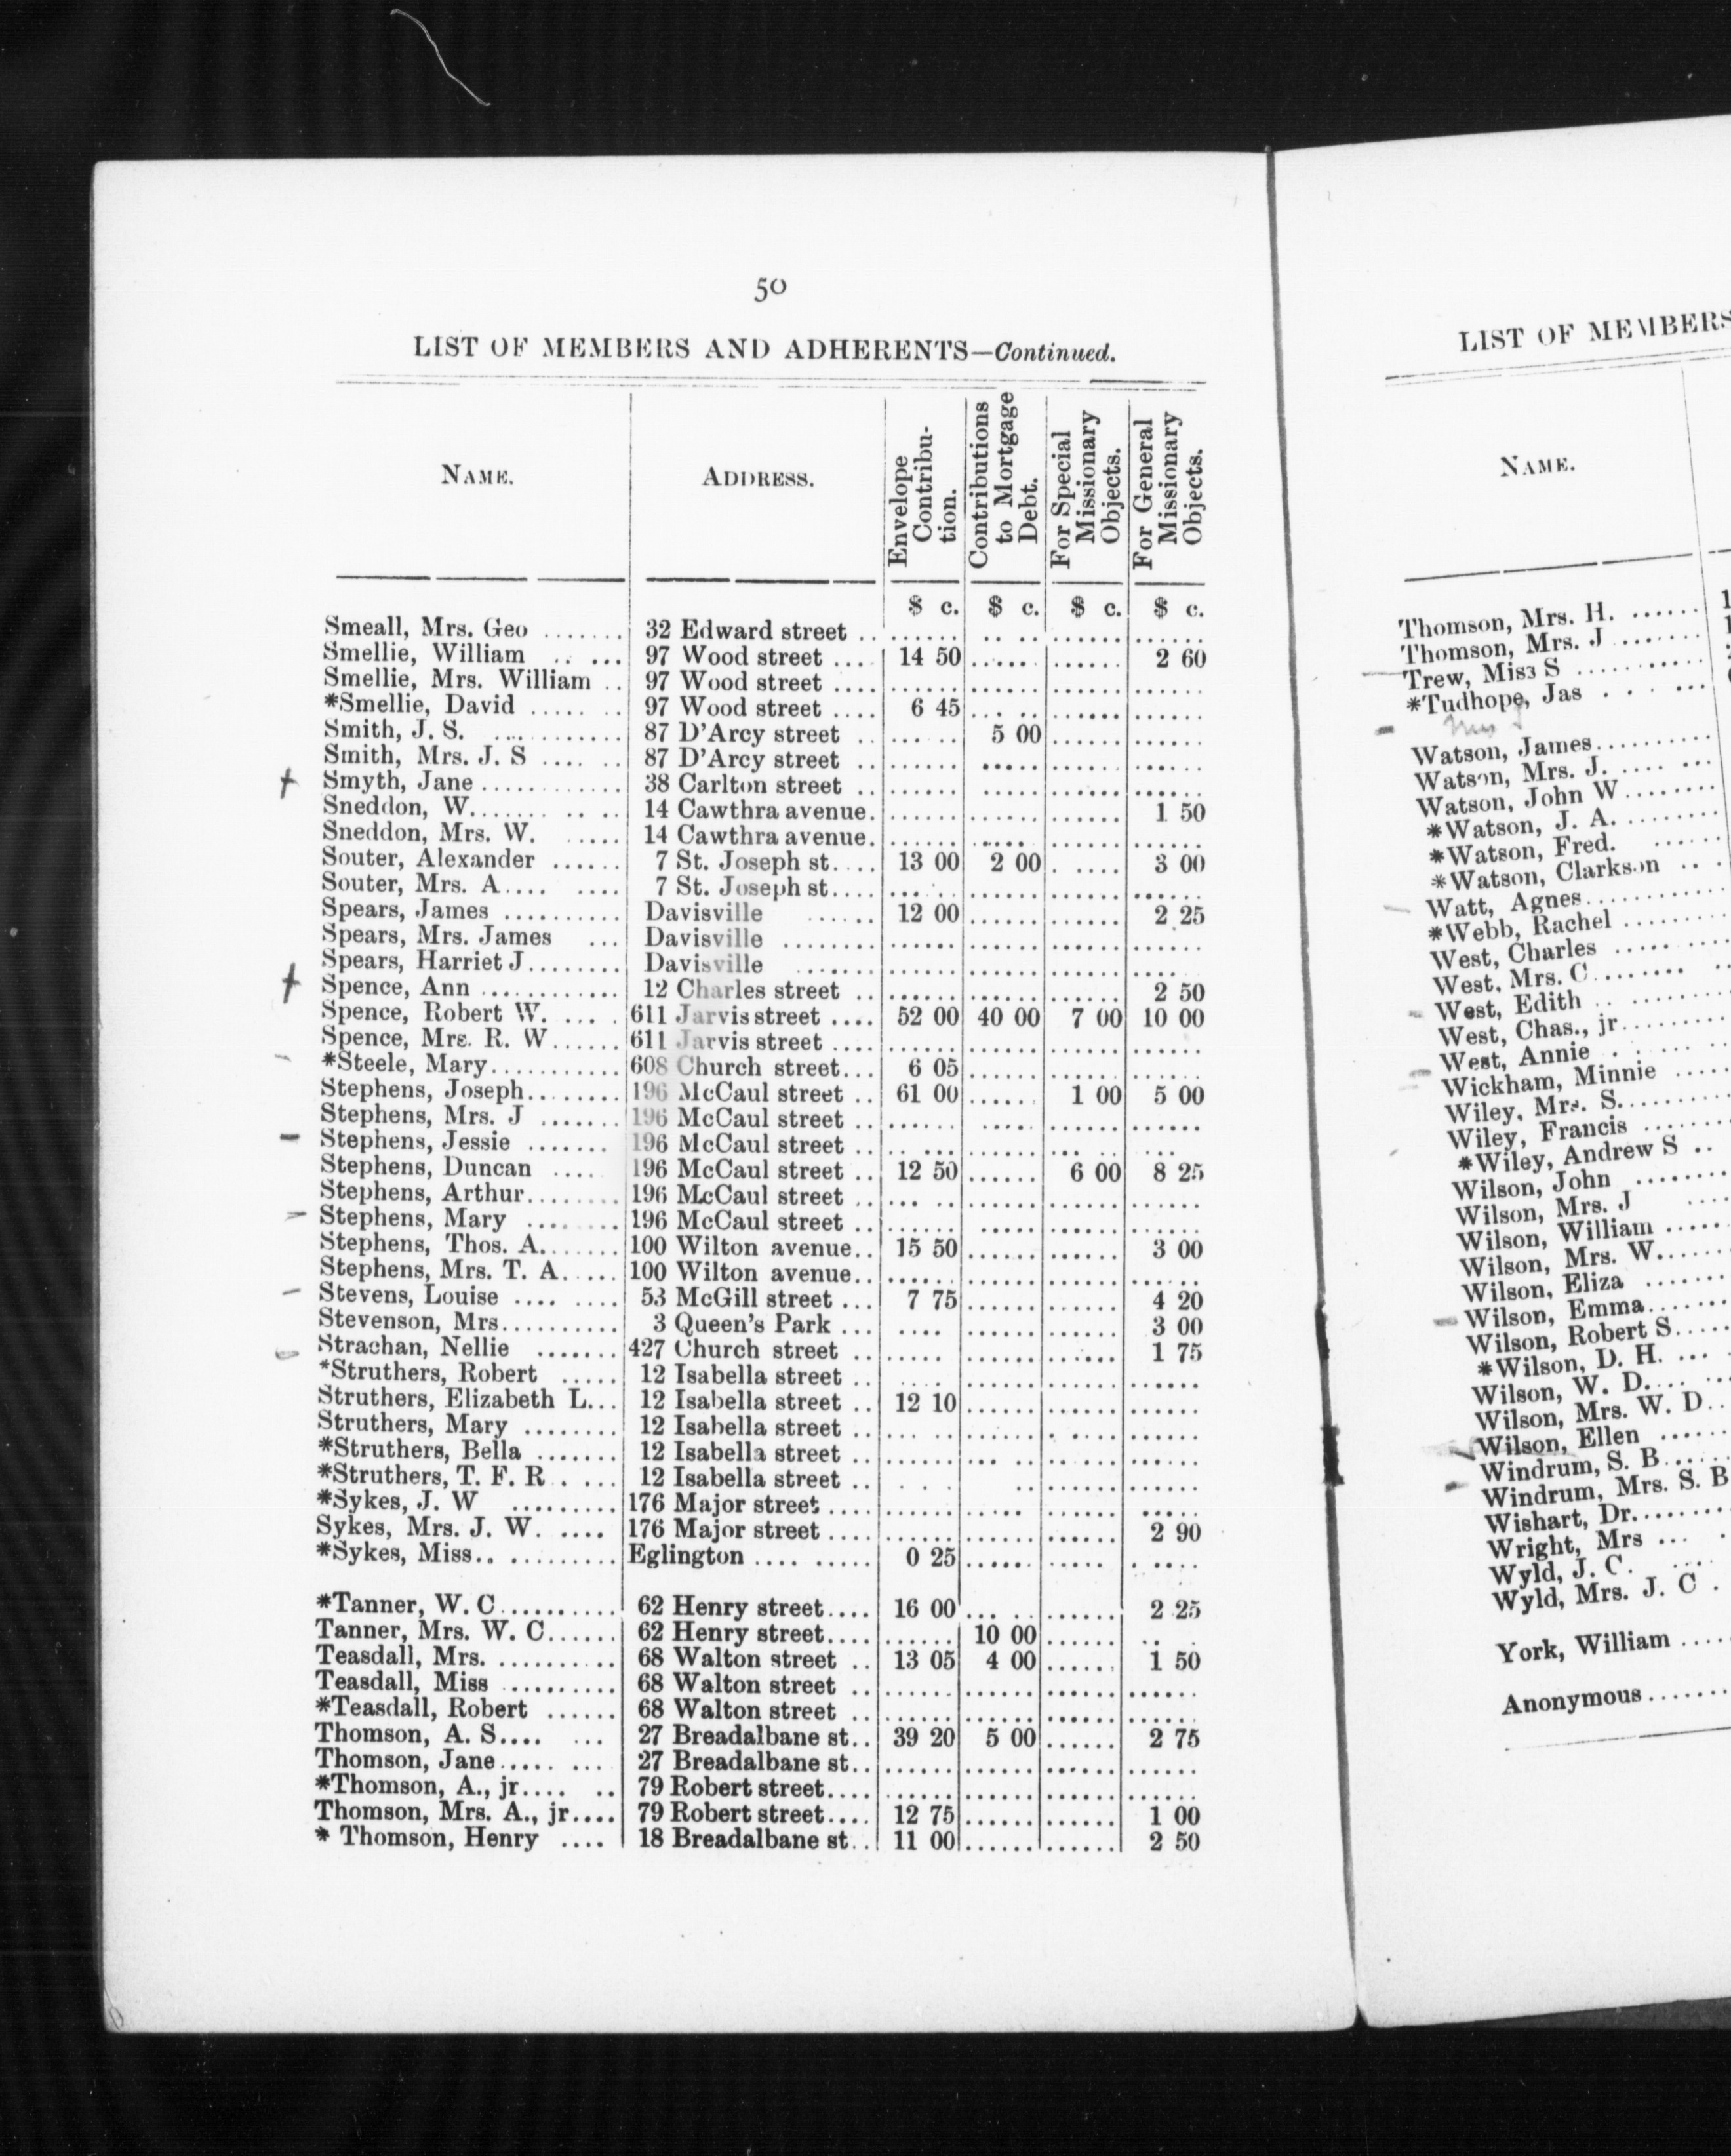 50
LIST OF MEMBERS AND ADHERENTS—Continued.
NAME. ADDRESS. Envelope Contribu-tion. Contributions to Mortgage Debt. For Special Missionary Objects. For General Missionary Objects.
$ c. $ c. $ c. $ c.
Smeall, Mrs. Geo ....... 32 Edward street ..
Smellie, William .. ... 97 Wood street .... 14 50 ...... ...... 2 60
Smellie, Mrs. William .. 97 Wood street ....
*Smellie, David ..... .. 97 Wood street .... 6 45
Smith, J. S. ... ......... 87 D'Arcy street .. ...... 5 00 ...... ......
Smith, Mrs. J. S .... .. 87 D'Arcy street ..
† Smyth, Jane ............ 38 Carlton street ..
Sneddon, W....... .. .. 14 Cawthra avenue. ...... ...... ...... 1 50
Sneddon, Mrs. W. ..... 14 Cawthra avenue.
Souter, Alexander ...... 7 St. Joseph st.... 13 00 2 00 ...... 3 00
Souter, Mrs. A.... .... 7 St. Joseph st....
Spears, James .......... Davisville ...... 12 00 ...... ...... 2 25
Spears, Mrs. James ... Davisville ........
Spears, Harriet J........ Davisville ......
† Spence, Ann ............ 12 Charles street .. ...... ...... ...... 2 50
Spence, Robert W. .... . 611 Jarvis street .... 52 00 40 00 7 00 10 00
Spence, Mrs. R. W...... 611 Jarvis street ....
- *Steele, Mary........... 608 Church street... 6 05
Stephens, Joseph........ 196 McCaul street .. 61 00 ...... 1 00 5 00
Stephens, Mrs. J ....... 196 McCaul street ..
- Stephens, Jessie ....... 196 McCaul street ..
Stephens, Duncan .... 196 McCaul street .. 12 50 ...... 6 00 8 25
Stephens, Arthur........ 196 McCaul street ..
- Stephens, Mary ........ 196 McCaul street ..
Stephens, Thos. A....... 100 Wilton avenue.. 15 50 ...... ...... 3 00
Stephens, Mrs. T. A..... 100 Wilton avenue..
- Stevens, Louise .... .... 53 McGill street ... 7 75 ...... ...... 4 20
Stevenson, Mrs.......... 3 Queen's Park ... .... ...... ...... 3 00
- Strachan, Nellie ....... 427 Church street .. ..... ...... ...... 1 75
*Struthers, Robert ..... 12 Isabella street ..
Struthers, Elizabeth L... 12 Isabella street .. 12 10
Struthers, Mary ........ 12 Isabella street ..
*Struthers, Bella ....... 12 Isabella street ..
*Struthers, T. F. R . ... 12 Isabella street ..
*Sykes, J. W ......... 176 Major street ....
Sykes, Mrs. J. W. .... 176 Major street .... ...... ...... ...... 2 90
*Sykes, Miss.. ......... Eglington .... ..... 0 25
*Tanner, W. C.......... 62 Henry street.... 16 00 ... .. ...... 2 25
Tanner, Mrs. W. C...... 62 Henry street.... ...... 10 00 ......
Teasdall, Mrs. .......... 68 Walton street .. 13 05 4 00 ...... 1 50
Teasdall, Miss .......... 68 Walton street ..
*Teasdall, Robert ...... 68 Walton street ..
Thomson, A. S.... ... 27 Breadalbane st.. 39 20 5 00 ...... 2 75
Thomson, Jane..... .... 27 Breadalbane st..
*Thomson, A., jr.... .. 79 Robert street....
Thomson, Mrs. A., jr.... 79 Robert street.... 12 75 ...... ...... 1 00
* Thomson, Henry .... 18 Breadalbane st.. 11 00 ...... ...... 2 50
LIST OF MEMBERS
NAME.
Thomson, Mrs. H. ......
Thomson, Mrs. J ........
Trew, Miss S ...........
*Tudhope, Jas . . . ...
Watson, James..........
Watson, Mrs. J. .... ...
Watson, John W........
*Watson, J. A. .........
*Watson, Fred. ......
*Watson, Clarkson .. .
Watt, Agnes...........
*Webb, Rachel .........
West, Charles ..... ....
West, Mrs. C........ ..
West, Edith .. ........
West, Chas., jr.........
West, Annie . . .....
Wickham, Minnie .....
Wiley, Mrs. S..........
Wiley, Francis ........
*Wiley, Andrew S ..
Wilson, John ........
Wilson, Mrs. J ....
Wilson, William .....
Wilson, Mrs. W......
Wilson, Eliza .......
Wilson, Emma........
Wilson, Robert S.....
*Wilson, D. H. ... .
Wilson, W. D.... ...
Wilson, Mrs. W. D..
Wilson, Ellen ......
Windrum, S. B......
Windrum, Mrs. S. B
Wishart, Dr........
Wright, Mrs ... .
Wyld, J. C. ....
Wyld, Mrs. J. C .
York, William ....
Anonymous.......